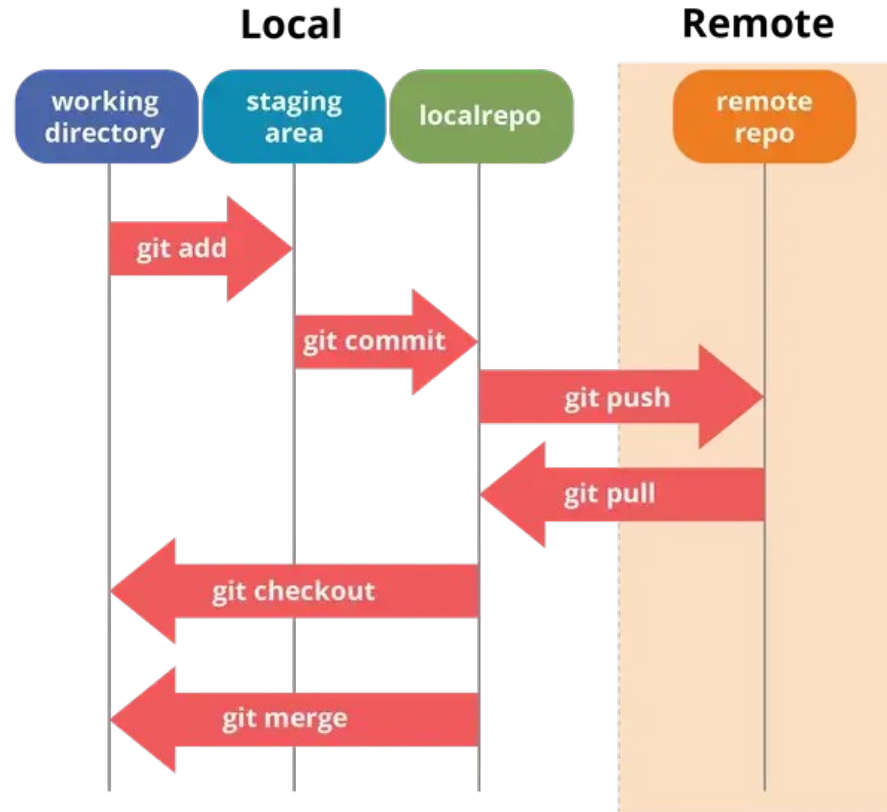 Local
Remote
working
directory
staging
area
localrepo
remote
repo
git add
git commit
git push
git pull
git checkout
git merge